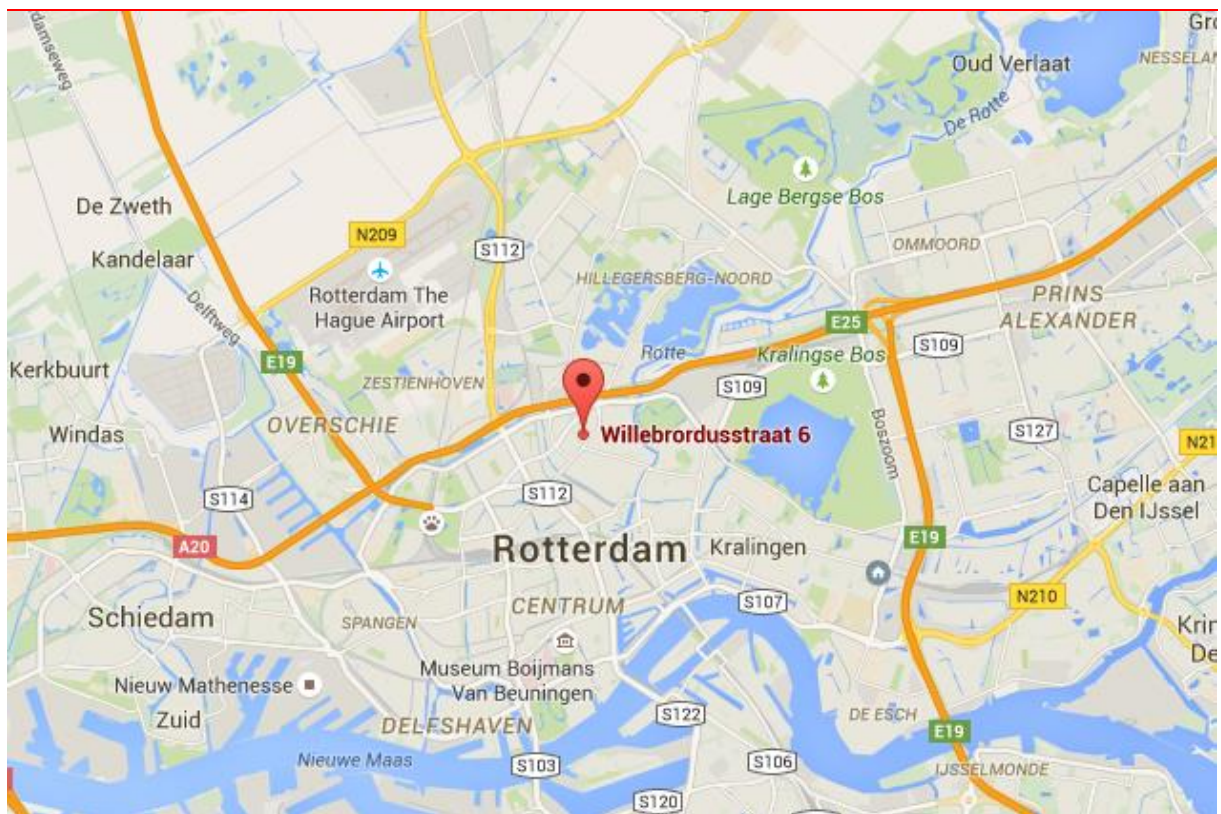 damseweg
Gro
Oud Verlaat
NESSELAN
De Rotte
Lage Bergse Bos
De Zweth
N209
S112
OMMOORD
Kandelaar
HILLEGERSBERG-NOORD
Delftweg
Rotterdam The
Hague Airport
PRINS
ALEXANDER
E25
Rotte
Kralingse Bos
S109
E19
Kerkbuurt
ZESTIENHOVEN
S109
OVERSCHIE
Windas
Willebrordusstraat 6
Boszoom
S127
N21
S114
S112
Capelle aan
Den IJssel
A20
Rotterdam
Kralingen
E19
CENTRUM
S107
N210
Schiedam
SPANGEN
Krim
De
Museum Boijmans
Van Beuningen
Nieuw Mathenesse
Zuid
DELFSHAVEN
S122
DE ESCH
E19
Nieuwe Maas
S103
S106
IJSSELMONDE
S120